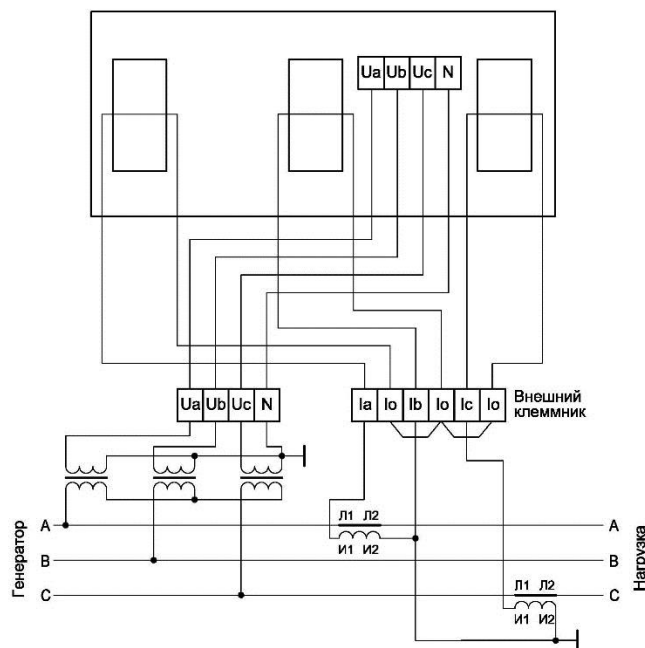 Ua Ub Uc N
Ua Ub Uc N
Ia Io Ib Io Ic Io
Внешний
клеммник
Генератор
Нагрузка
Л1 Л2
A A
И1 И2
B B
Л1 Л2
C C
И1 И2